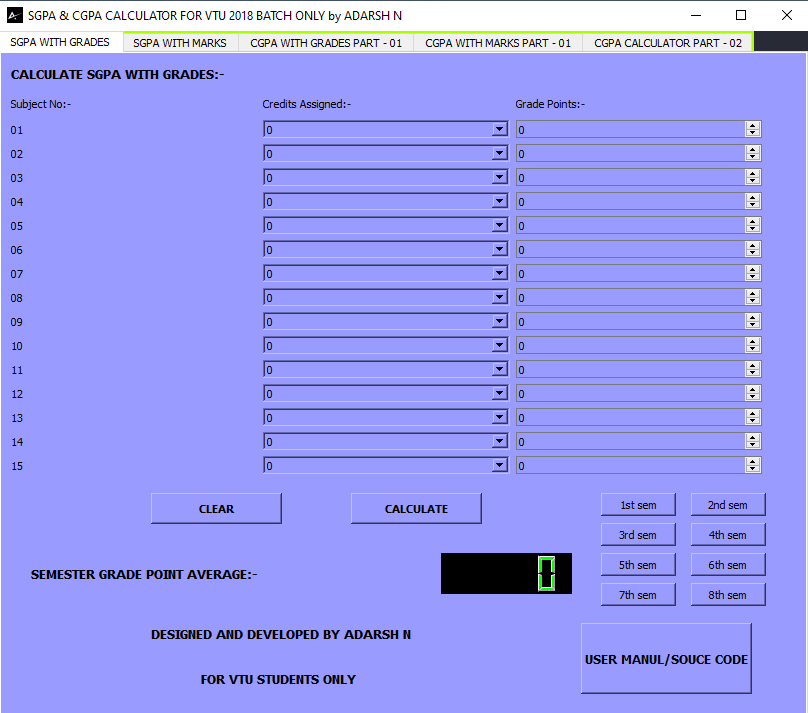 SGPA & CGPA CALCULATOR FOR VTU 2018 BATCH ONLY by ADARSH N
SGPA WITH GRADES SGPA WITH MARKS CGPA WITH GRADES PART - 01 CGPA WITH MARKS PART - 01 CGPA CALCULATOR PART - 02
CALCULATE SGPA WITH GRADES:-
Subject No:- Credits Assigned:- Grade Points:-
01 0 0
02 0 0
03 0 0
04 0 0
05 0 0
06 0 0
07 0 0
08 0 0
09 0 0
10 0 0
11 0 0
12 0 0
13 0 0
14 0 0
15 0 0
CLEAR CALCULATE 1st sem 2nd sem
3rd sem 4th sem
SEMESTER GRADE POINT AVERAGE:- 0 5th sem 6th sem
7th sem 8th sem
DESIGNED AND DEVELOPED BY ADARSH N
USER MANUL/SOUCE CODE
FOR VTU STUDENTS ONLY